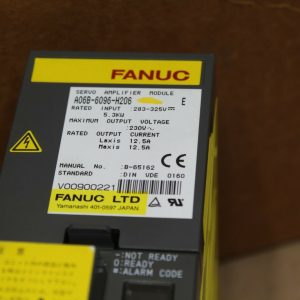 FANUC
SERVO AMPLIFIER MODULE
A06B-6096-H206 E
RATED INPUT :283-325V
5.3KW
MAXIMUM OUTPUT VOLTAGE
230V~
RATED OUTPUT CURRENT
Laxis 12.5A
Maxis 12.5A
MANUAL No. :B-65162
STANDARD :DIN VDE 0160
V00900221
FANUC LTD
Yamanashi 401-0597 JAPAN
CE
-:NOT READY
0:READY
#:ALARM CODE